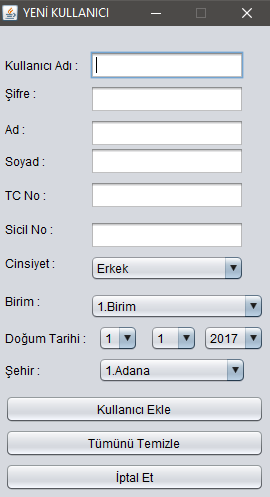 YENİ KULLANICI
Kullanıcı Adı :
Şifre :
Ad :
Soyad :
TC No :
Sicil No :
Cinsiyet : Erkek
Birim : 1.Birim
Doğum Tarihi : 1 1 2017
Şehir : 1.Adana
Kullanıcı Ekle
Tümünü Temizle
İptal Et